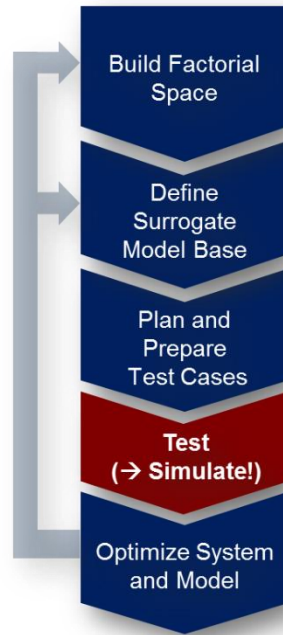 Build Factorial
Space
Define
Surrogate
Model Base
Plan and
Prepare
Test Cases
Test
(→ Simulate!)
Optimize System
and Model